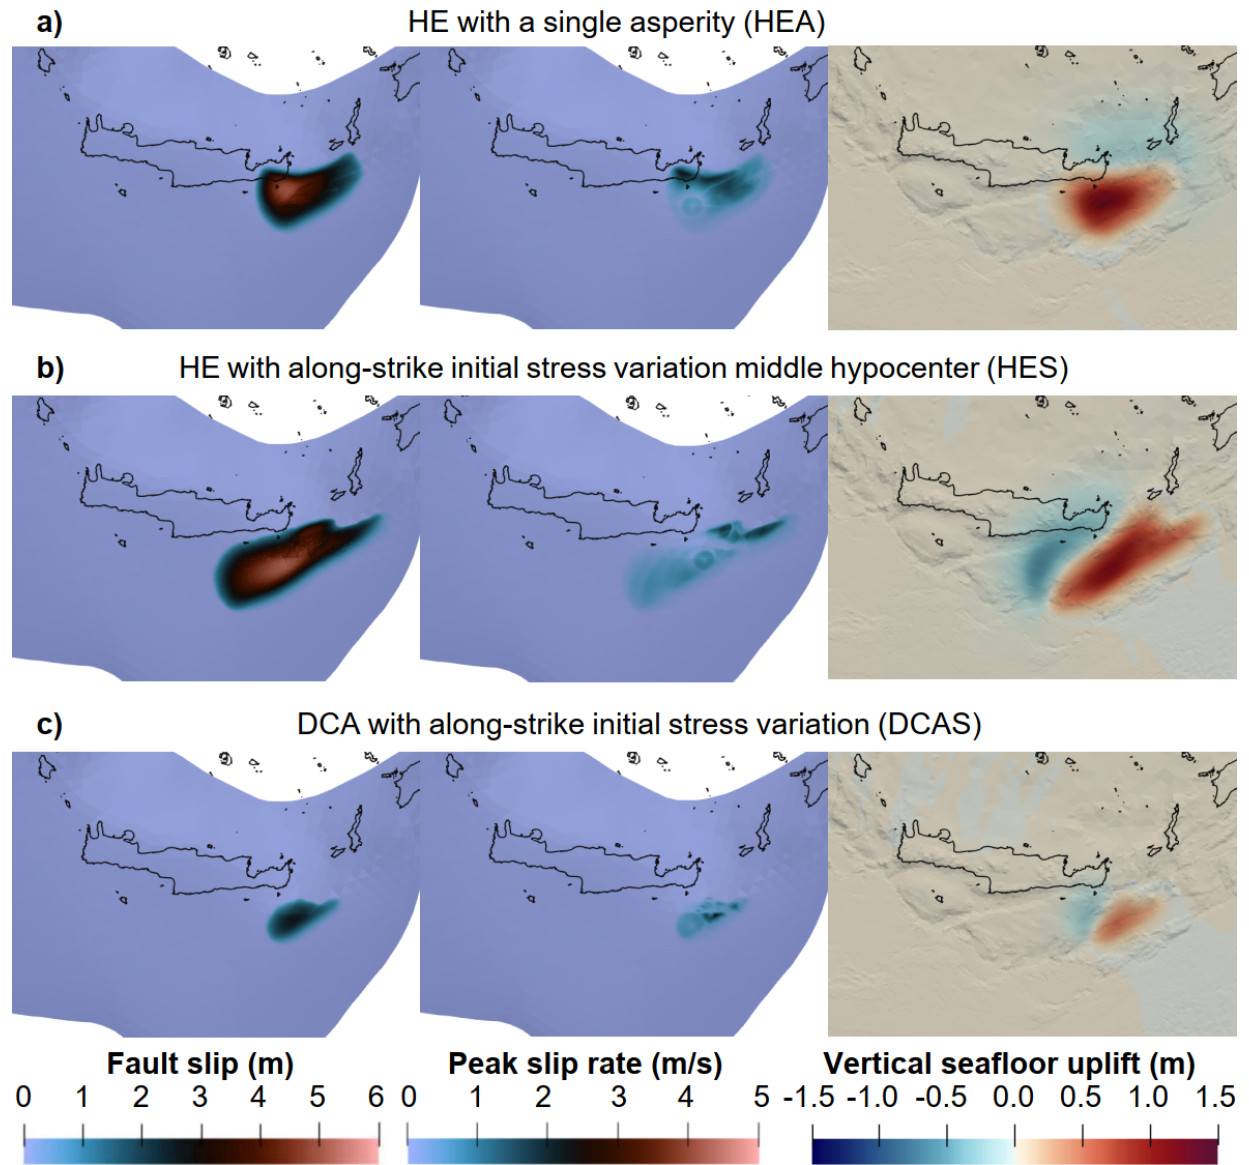 a) HE with a single asperity (HEA)
b) HE with along-strike initial stress variation middle hypocenter (HES)
c) DCA with along-strike initial stress variation (DCAS)
Fault slip (m) Peak slip rate (m/s) Vertical seafloor uplift (m)
0 1 2 3 4 5 6 0 1 2 3 4 5 -1.5 -1.0 -0.5 0.0 0.5 1.0 1.5